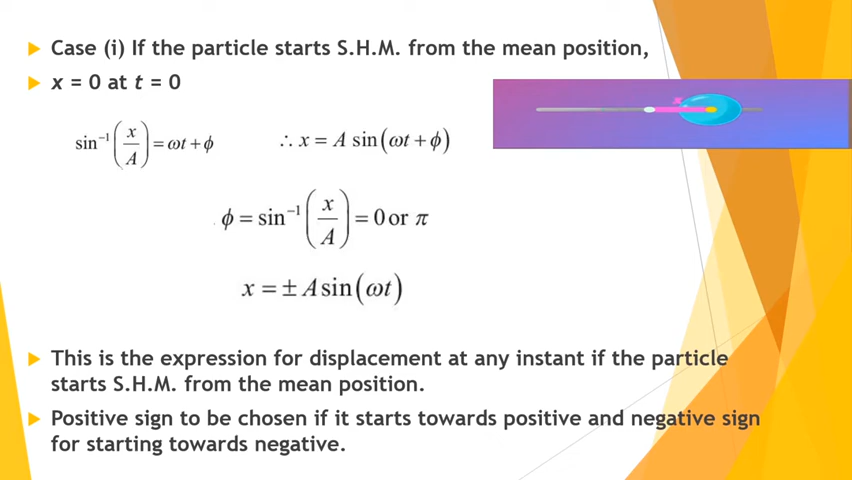 Case (i) If the particle starts S.H.M. from the mean position,
x = 0 at t = 0
x
sin⁻¹(x/A) = ωt + ϕ ∴ x = A sin(ωt + ϕ)
ϕ = sin⁻¹(x/A) = 0 or π
x = ± A sin(ωt)
This is the expression for displacement at any instant if the particle
starts S.H.M. from the mean position.
Positive sign to be chosen if it starts towards positive and negative sign
for starting towards negative.